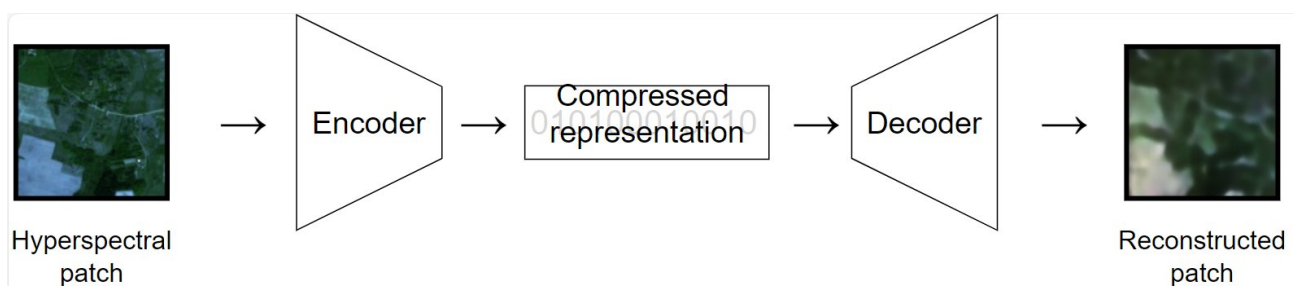 Hyperspectral
patch
Encoder
Compressed
010100010010
representation
Decoder
Reconstructed
patch